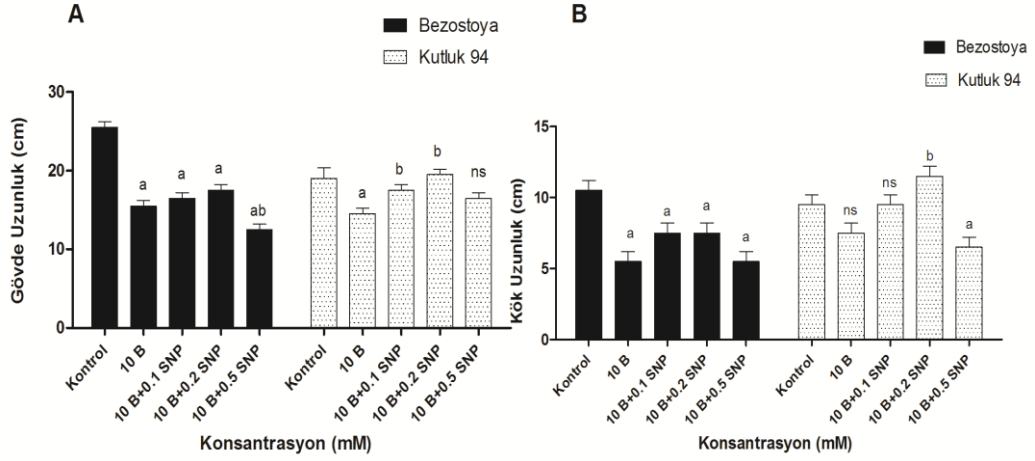 A
Bezostoya
Kutluk 94
Gövde Uzunluk (cm)
30
20
10
0
a
a
a
ab
a
b
b
ns
Kontrol
10 B
10 B+0.1 SNP
10 B+0.2 SNP
10 B+0.5 SNP
Kontrol
10 B
10 B+0.1 SNP
10 B+0.2 SNP
10 B+0.5 SNP
Konsantrasyon (mM)
B
Bezostoya
Kutluk 94
Kök Uzunluk (cm)
15
10
5
0
a
a
a
a
ns
ns
b
a
Kontrol
10 B
10 B+0.1 SNP
10 B+0.2 SNP
10 B+0.5 SNP
Kontrol
10 B
10 B+0.1 SNP
10 B+0.2 SNP
10 B+0.5 SNP
Konsantrasyon (mM)